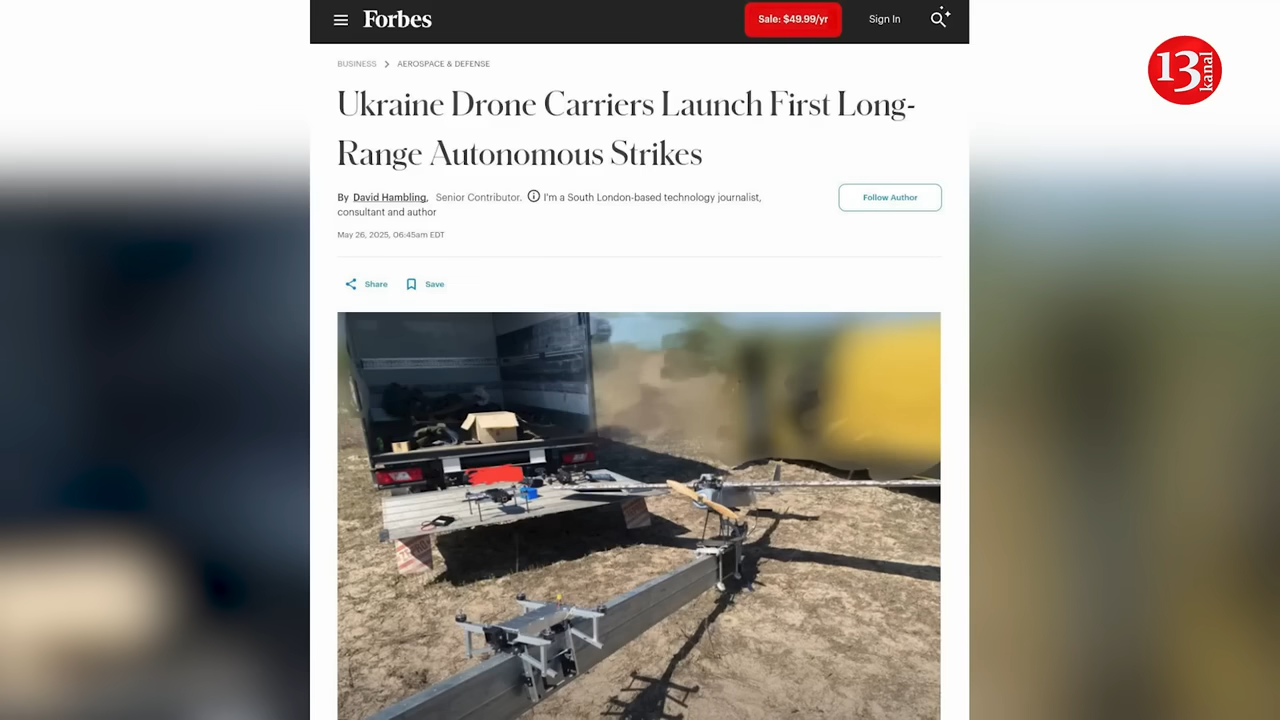 Forbes
Sale: $49.99/yr
Sign In
13
kanal
BUSINESS
AEROSPACE & DEFENSE
Ukraine Drone Carriers Launch First Long-
Range Autonomous Strikes
By David Hambling, Senior Contributor. I'm a South London-based technology journalist,
consultant and author
Follow Author
May 26, 2025, 06:45am EDT
Share
Save